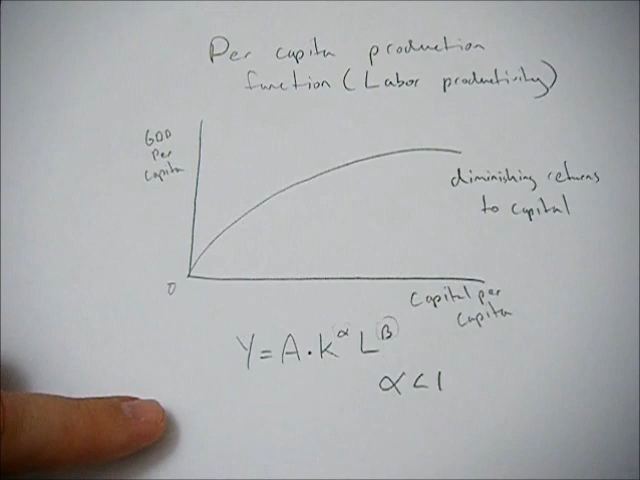 Per capita production
function (Labor productivity)
GDP
Per
capita
diminishing returns
to capital
0
Capital per
capita
Y = A · K^α L^β
α < 1